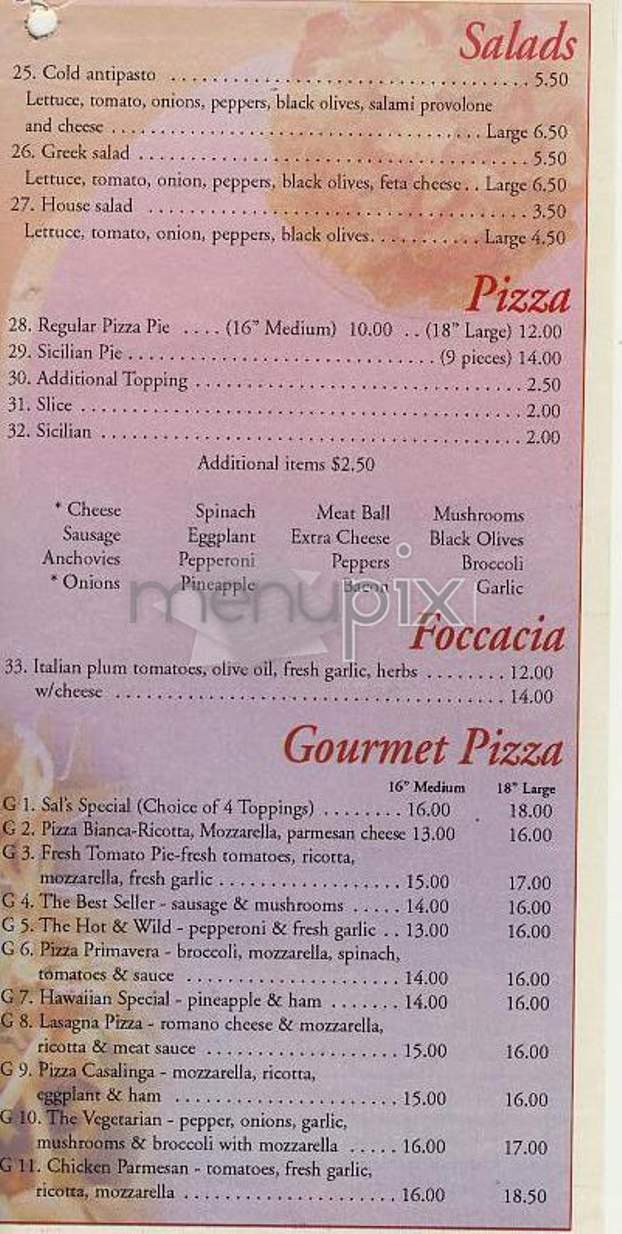 Salads
25. Cold antipasto .................................. 5.50
Lettuce, tomato, onions, peppers, black olives, salami provolone
and cheese .................................... Large 6.50
26. Greek salad ..................................... 5.50
Lettuce, tomato, onion, peppers, black olives, feta cheese.. Large 6.50
27. House salad ..................................... 3.50
Lettuce, tomato, onion, peppers, black olives........... Large 4.50
Pizza
28. Regular Pizza Pie .... (16" Medium) 10.00 .. (18" Large) 12.00
29. Sicilian Pie.............................. (9 pieces) 14.00
30. Additional Topping ................................ 2.50
31. Slice ........................................... 2.00
32. Sicilian ......................................... 2.00
Additional items $2.50
* Cheese Spinach Meat Ball Mushrooms
Sausage Eggplant Extra Cheese Black Olives
Anchovies Pepperoni Peppers Broccoli
* Onions Pineapple Bacon Garlic
menupix
Foccacia
33. Italian plum tomatoes, olive oil, fresh garlic, herbs ........ 12.00
w/cheese ...................................... 14.00
Gourmet Pizza
16" Medium 18" Large
G 1. Sal's Special (Choice of 4 Toppings) ........ 16.00 18.00
G 2. Pizza Bianca-Ricotta, Mozzarella, parmesan cheese 13.00 16.00
G 3. Fresh Tomato Pie-fresh tomatoes, ricotta,
mozzarella, fresh garlic .................. 15.00 17.00
G 4. The Best Seller - sausage & mushrooms ..... 14.00 16.00
G 5. The Hot & Wild - pepperoni & fresh garlic .. 13.00 16.00
G 6. Pizza Primavera - broccoli, mozzarella, spinach,
tomatoes & sauce ..................... 14.00 16.00
G 7. Hawaiian Special - pineapple & ham ....... 14.00 16.00
G 8. Lasagna Pizza - romano cheese & mozzarella,
ricotta & meat sauce ................... 15.00 16.00
G 9. Pizza Casalinga - mozzarella, ricotta,
eggplant & ham ...................... 15.00 16.00
G 10. The Vegetarian - pepper, onions, garlic,
mushrooms & broccoli with mozzarella ..... 16.00 17.00
G 11. Chicken Parmesan - tomatoes, fresh garlic,
ricotta, mozzarella ..................... 16.00 18.50